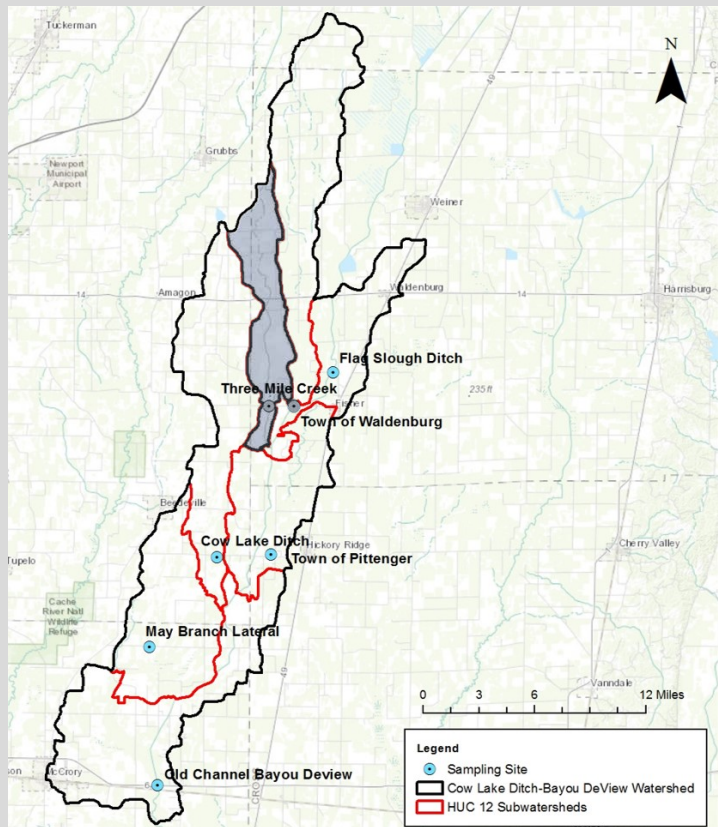 Tuckerman
N
49
Grubbs
Newport
Municipal
Airport
Weiner
14
Amagon
Waldenburg
14
Harrisburg
Flag Slough Ditch
235 ft
Three Mile Creek
Fisher
Town of Waldenburg
Beedeville
Cow Lake Ditch
Hickory Ridge
Town of Pittenger
Cherry Valley
Tupelo
Cache
River Natl
Wildlife
Refuge
May Branch Lateral
49
Vanndale
0 3 6 12 Miles
Legend
Sampling Site
Cow Lake Ditch-Bayou DeView Watershed
HUC 12 Subwatersheds
McCrory
Old Channel Bayou Deview